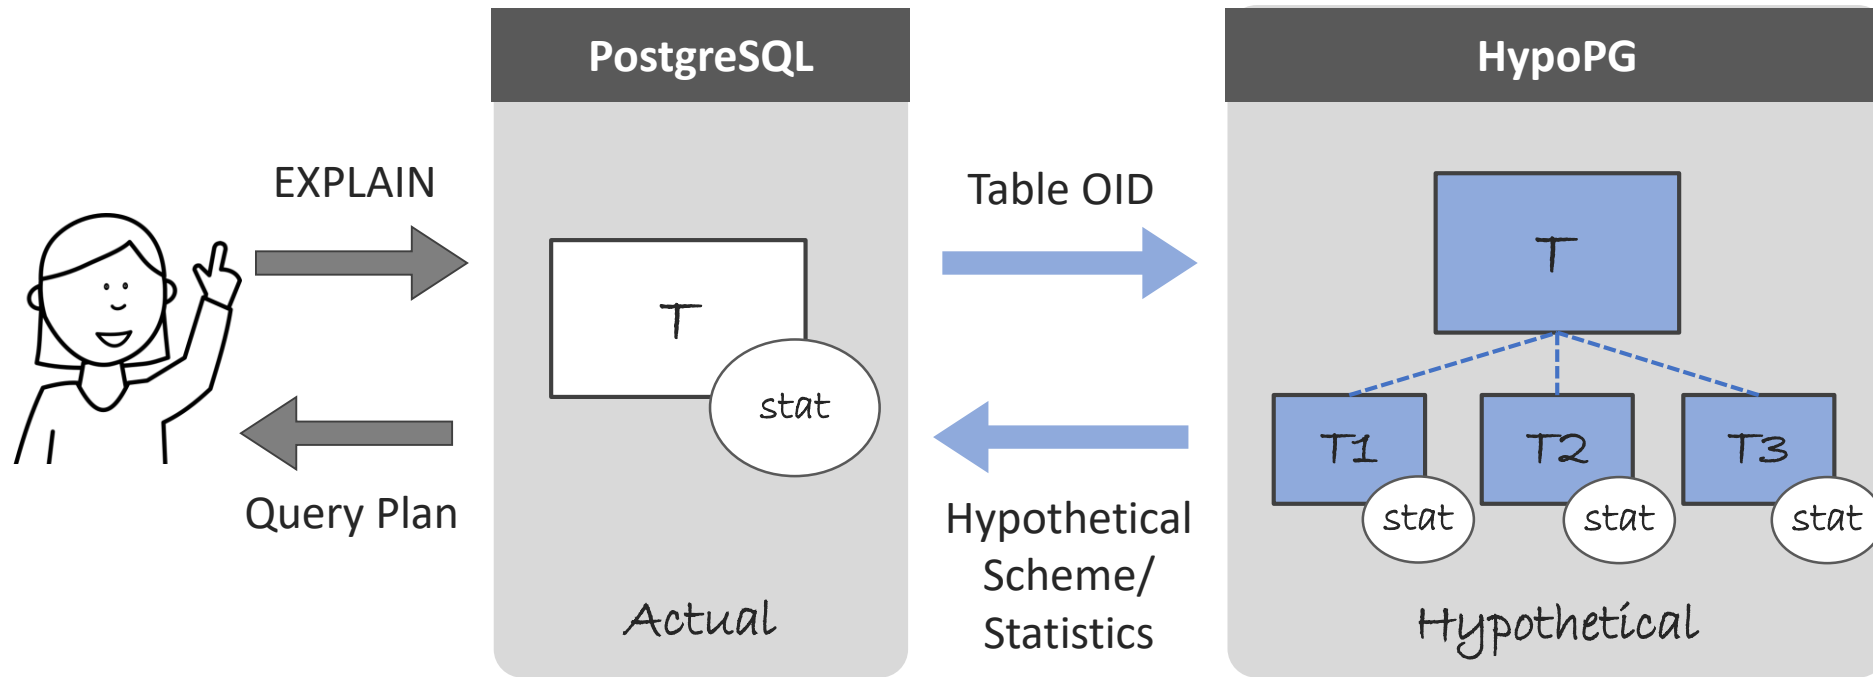 PostgreSQL
HypoPG
EXPLAIN
Table OID
T
T
stat
T1
T2
T3
stat
stat
stat
Query Plan
Hypothetical
Scheme/
Statistics
Actual
Hypothetical